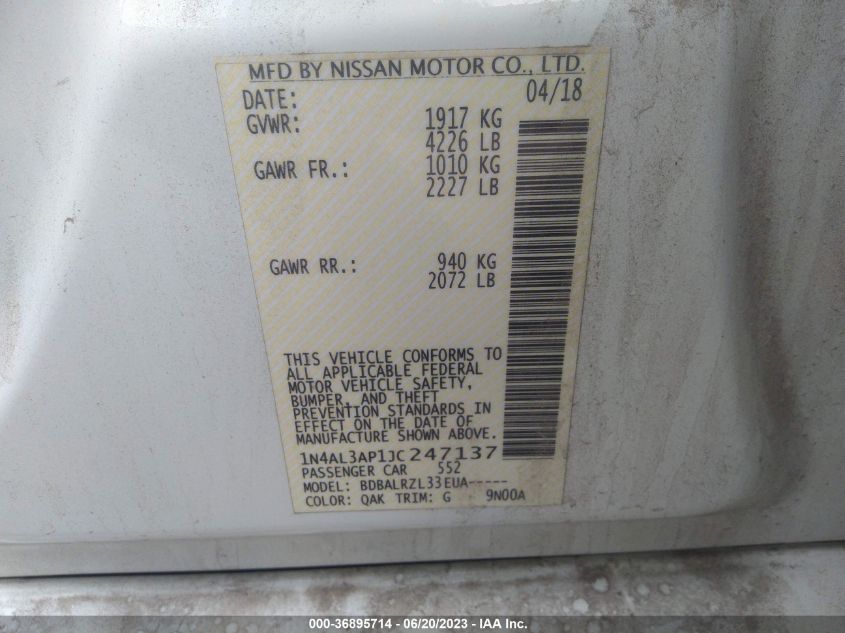 MFD BY NISSAN MOTOR CO., LTD.
DATE: 04/18
GVWR: 1917 KG
4226 LB
GAWR FR.: 1010 KG
2227 LB
GAWR RR.: 940 KG
2072 LB
THIS VEHICLE CONFORMS TO
ALL APPLICABLE FEDERAL
MOTOR VEHICLE SAFETY,
BUMPER, AND THEFT
PREVENTION STANDARDS IN
EFFECT ON THE DATE OF
MANUFACTURE SHOWN ABOVE.
1N4AL3AP1JC247137
PASSENGER CAR 552
MODEL: BDBALRZL33EUA-----
COLOR: QAK TRIM: G 9N00A
000-36895714 - 06/20/2023 - IAA Inc.